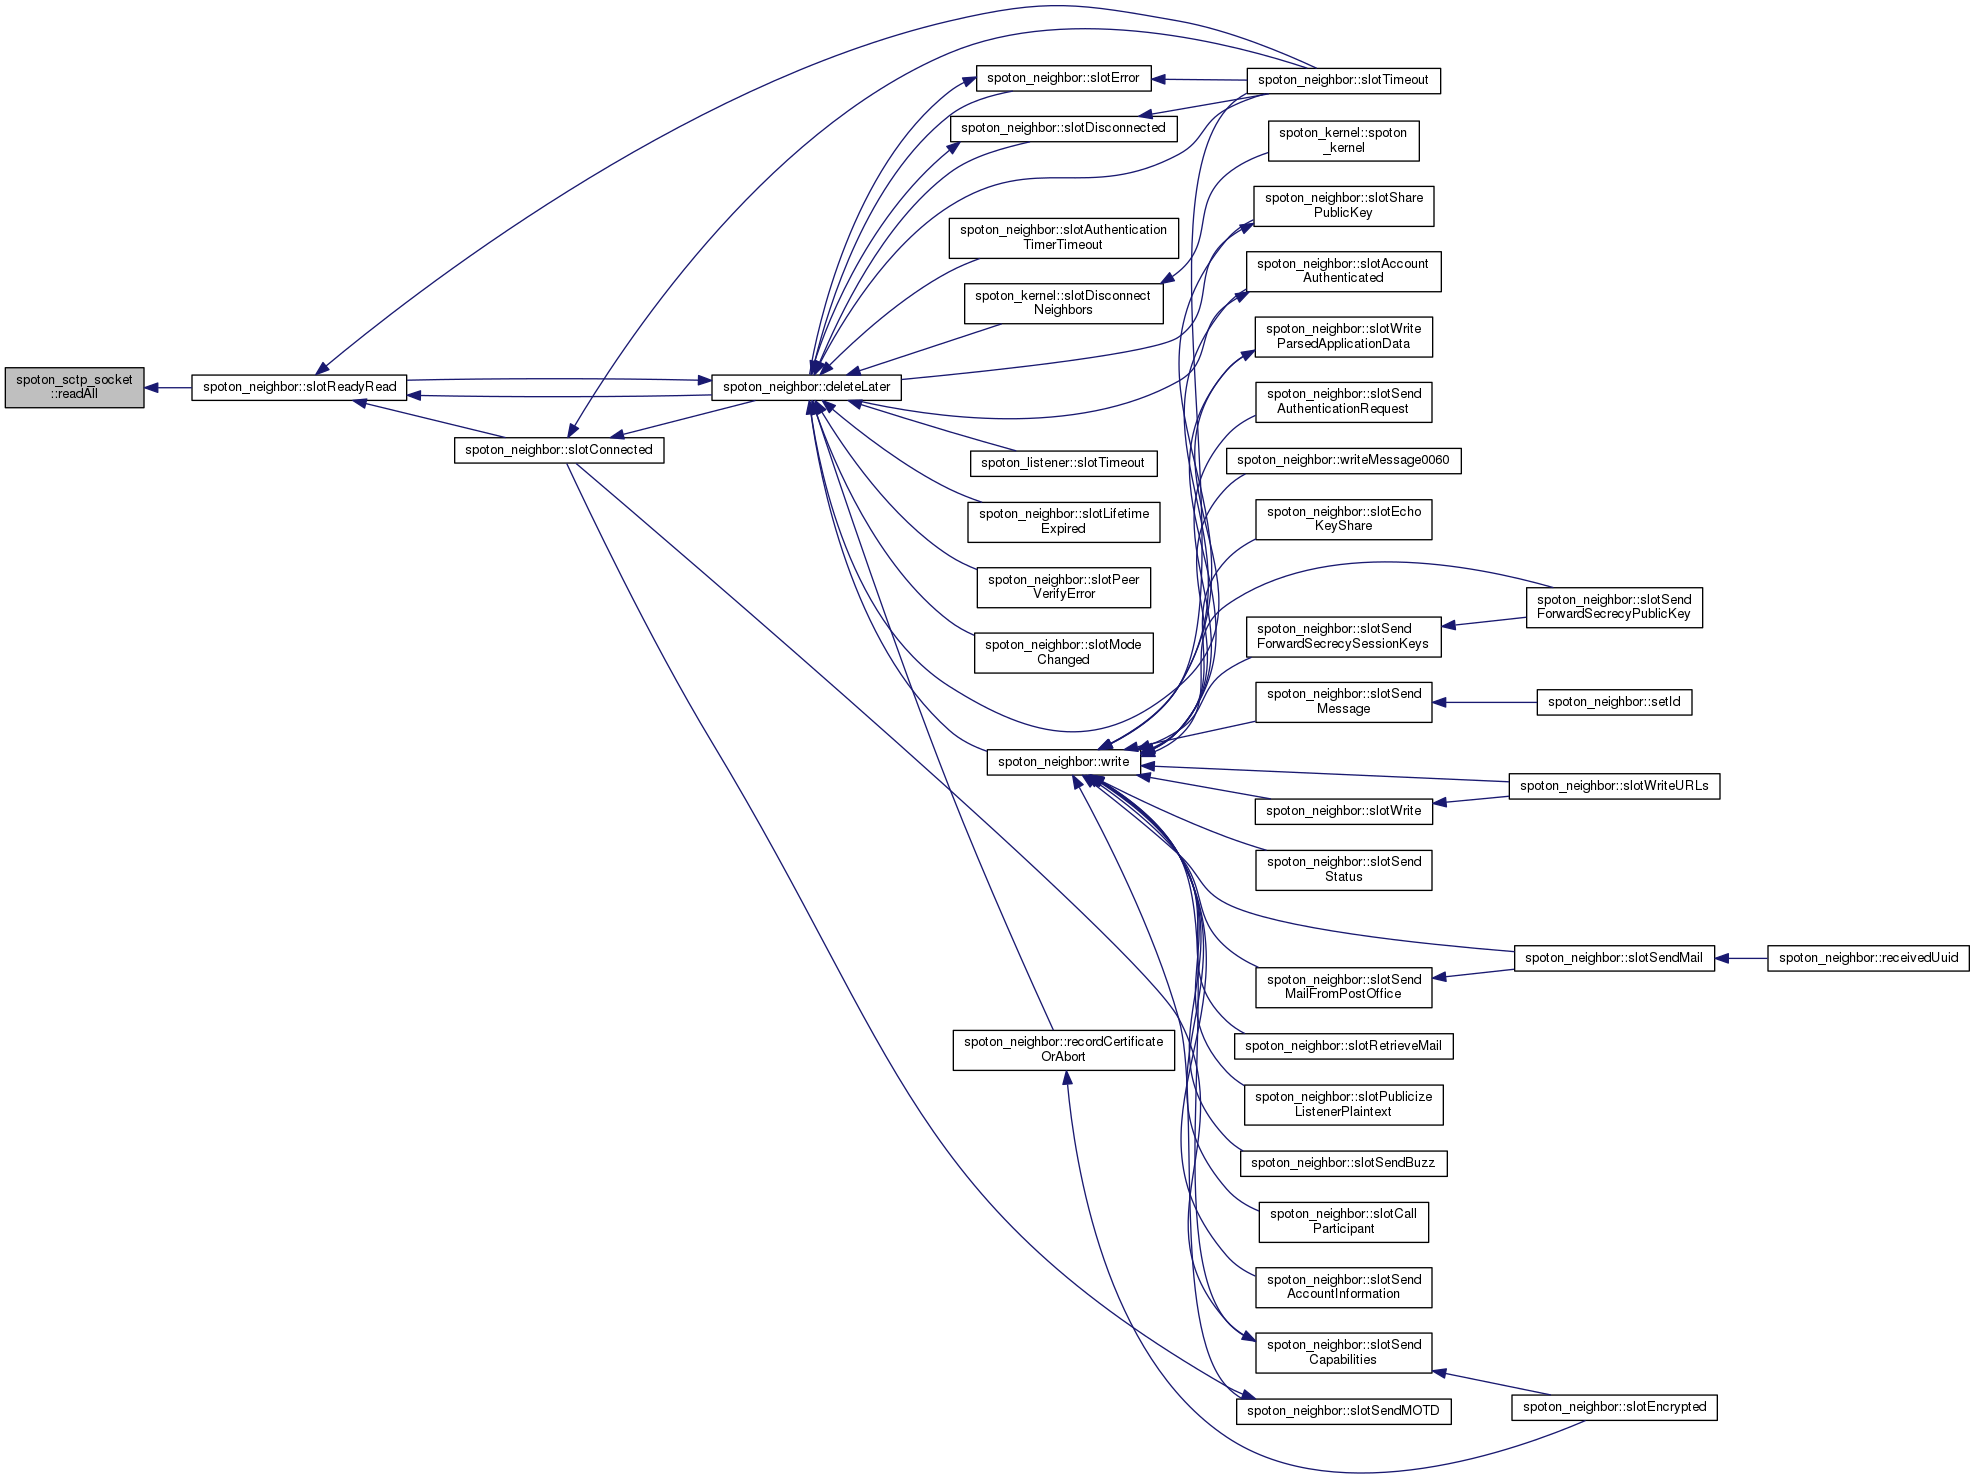 spoton_sctp_socket
::readAll
spoton_neighbor::slotReadyRead
spoton_neighbor::slotConnected
spoton_neighbor::deleteLater
spoton_neighbor::slotError
spoton_neighbor::slotDisconnected
spoton_neighbor::slotAuthentication
TimerTimeout
spoton_kernel::slotDisconnect
Neighbors
spoton_listener::slotTimeout
spoton_neighbor::slotLifetime
Expired
spoton_neighbor::slotPeer
VerifyError
spoton_neighbor::slotMode
Changed
spoton_neighbor::write
spoton_neighbor::recordCertificate
OrAbort
spoton_neighbor::slotTimeout
spoton_kernel::spoton
_kernel
spoton_neighbor::slotShare
PublicKey
spoton_neighbor::slotAccount
Authenticated
spoton_neighbor::slotWrite
ParsedApplicationData
spoton_neighbor::slotSend
AuthenticationRequest
spoton_neighbor::writeMessage0060
spoton_neighbor::slotEcho
KeyShare
spoton_neighbor::slotSend
ForwardSecrecyPublicKey
spoton_neighbor::slotSend
ForwardSecrecySessionKeys
spoton_neighbor::slotSend
Message
spoton_neighbor::setId
spoton_neighbor::slotWriteURLs
spoton_neighbor::slotWrite
spoton_neighbor::slotSend
Status
spoton_neighbor::slotSendMail
spoton_neighbor::receivedUuid
spoton_neighbor::slotSend
MailFromPostOffice
spoton_neighbor::slotRetrieveMail
spoton_neighbor::slotPublicize
ListenerPlaintext
spoton_neighbor::slotSendBuzz
spoton_neighbor::slotCall
Participant
spoton_neighbor::slotSend
AccountInformation
spoton_neighbor::slotSend
Capabilities
spoton_neighbor::slotEncrypted
spoton_neighbor::slotSendMOTD